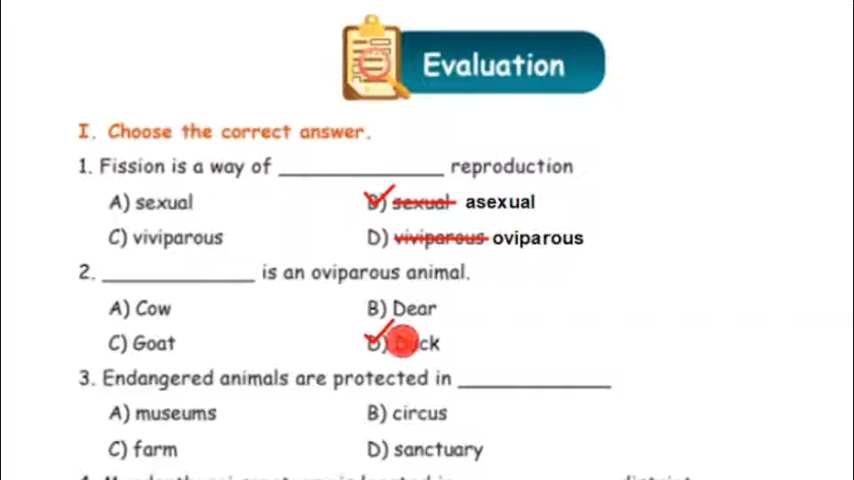 Evaluation
I. Choose the correct answer.
1. Fission is a way of ______________ reproduction
A) sexual B) sexual asexual
C) viviparous D) viviparous oviparous
2. ______________ is an oviparous animal.
A) Cow B) Dear
C) Goat D) Duck
3. Endangered animals are protected in ______________
A) museums B) circus
C) farm D) sanctuary